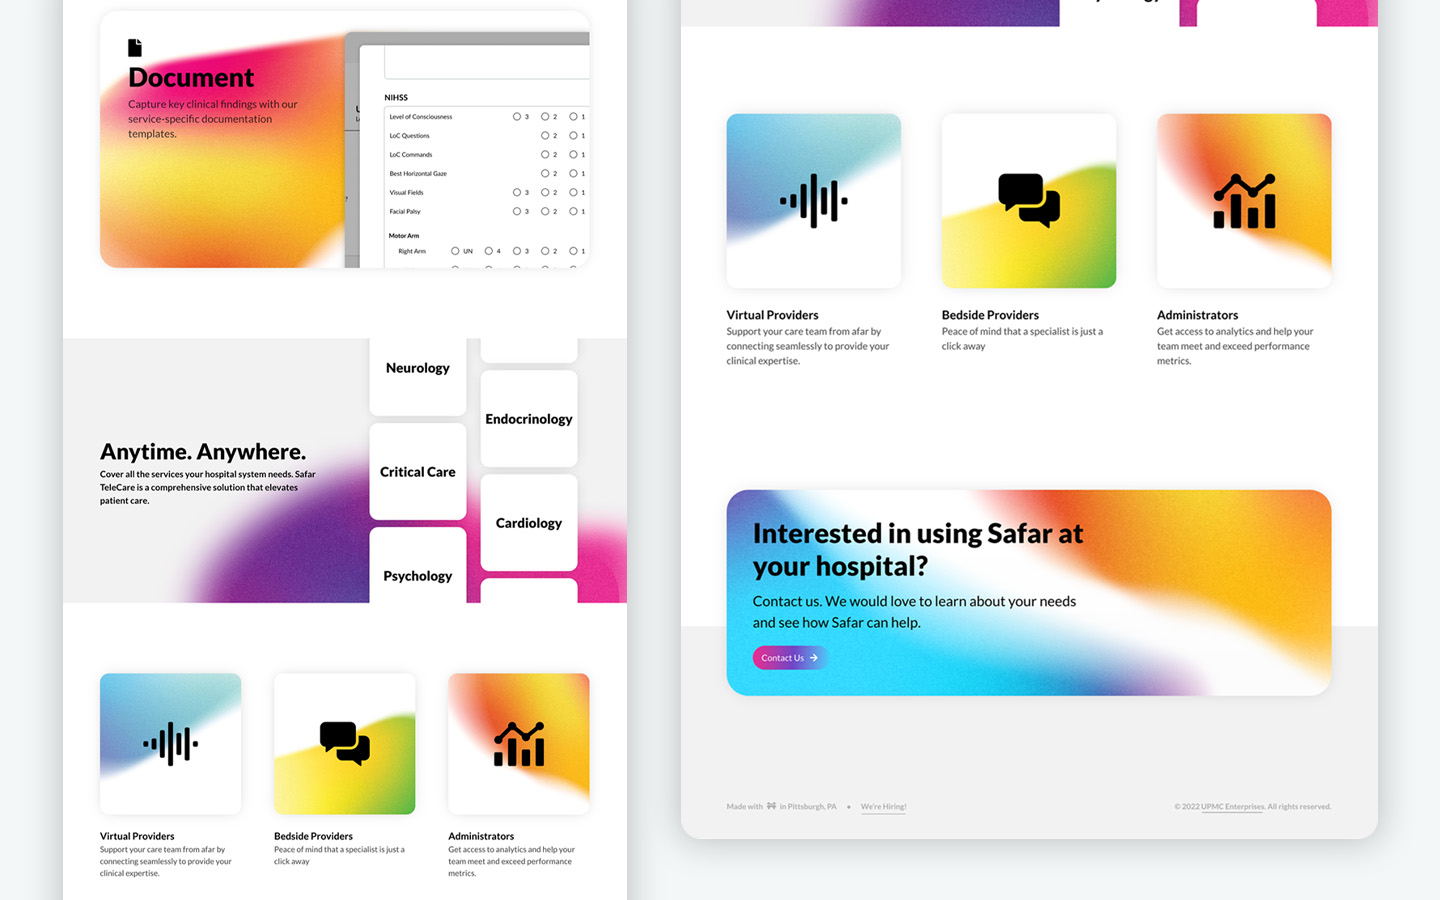 Document
Capture key clinical findings with our
service-specific documentation
templates.
NIHSS
Level of Consciousness 3 2 1
LoC Questions 2 1
LoC Commands 2 1
Best Horizontal Gaze 2 1
Visual Fields 3 2 1
Facial Palsy 3 2 1
Motor Arm
Right Arm UN 4 3 2 1
Anytime. Anywhere.
Cover all the services your hospital system needs. Safar
TeleCare is a comprehensive solution that elevates
patient care.
Neurology
Endocrinology
Critical Care
Cardiology
Psychology
Virtual Providers
Support your care team from afar by
connecting seamlessly to provide your
clinical expertise.
Bedside Providers
Peace of mind that a specialist is just a
click away
Administrators
Get access to analytics and help your
team meet and exceed performance
metrics.
Virtual Providers
Support your care team from afar by
connecting seamlessly to provide your
clinical expertise.
Bedside Providers
Peace of mind that a specialist is just a
click away
Administrators
Get access to analytics and help your
team meet and exceed performance
metrics.
Interested in using Safar at
your hospital?
Contact us. We would love to learn about your needs
and see how Safar can help.
Contact Us
Made with in Pittsburgh, PA • We're Hiring!
© 2022 UPMC Enterprises. All rights reserved.